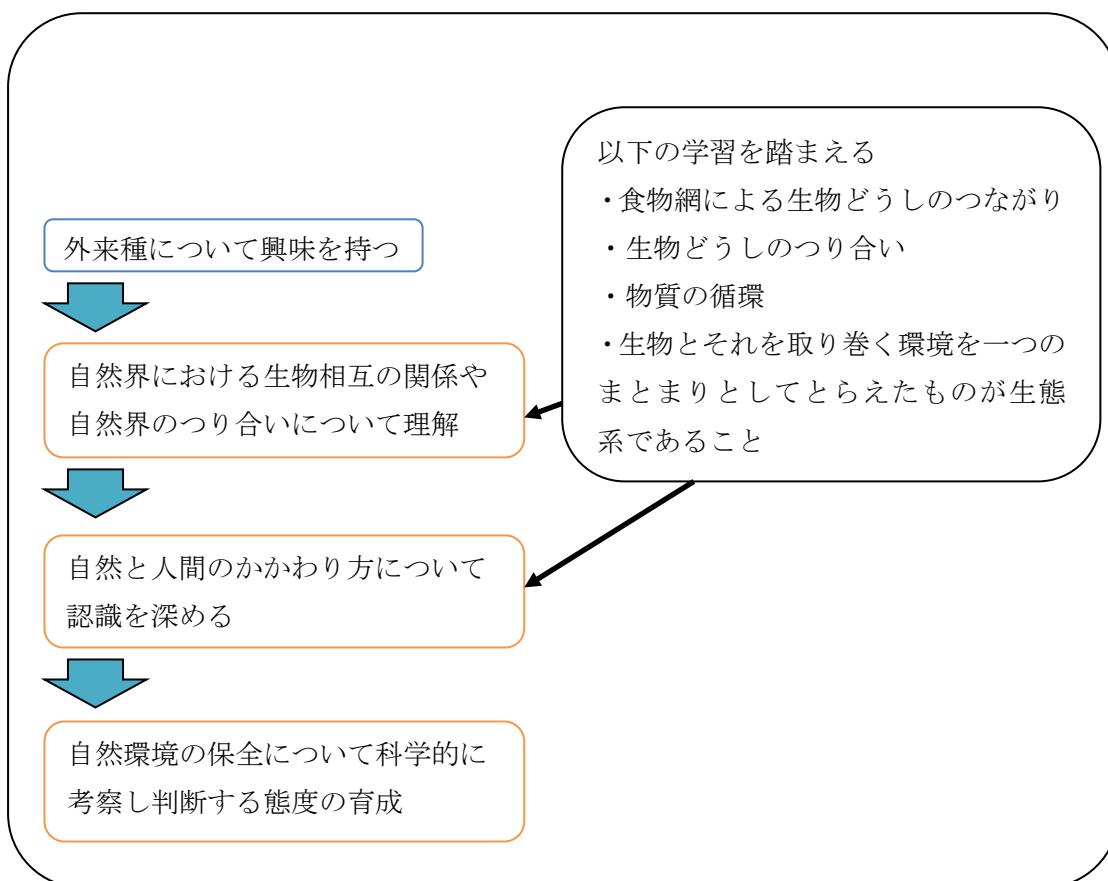 外来種について興味を持つ
自然界における生物相互の関係や
自然界のつり合いについて理解
自然と人間のかかわり方について
認識を深める
自然環境の保全について科学的に
考察し判断する態度の育成
以下の学習を踏まえる
・食物網による生物どうしのつながり
・生物どうしのつり合い
・物質の循環
・生物とそれを取り巻く環境を一つの
まとまりとしてとらえたものが生態
系であること